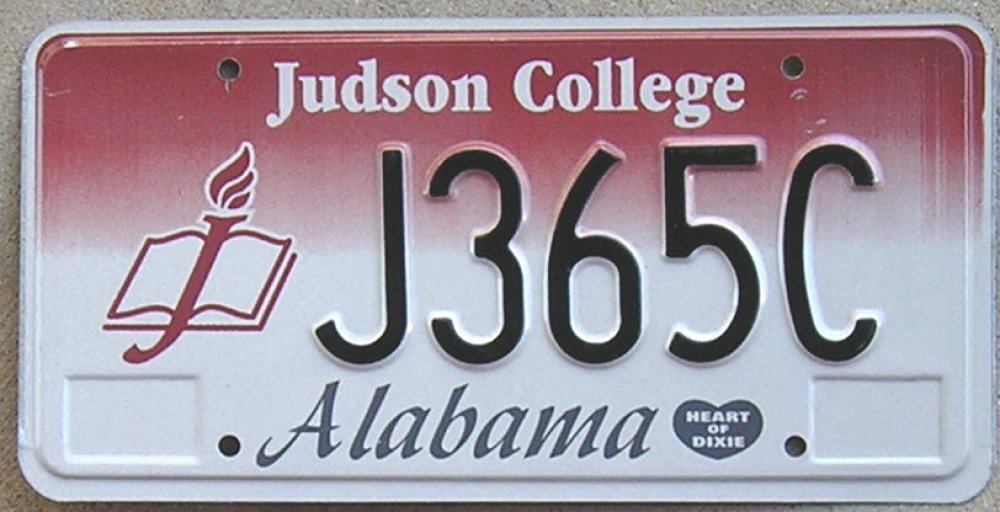 Judson College
J365C
Alabama
HEART
OF
DIXIE